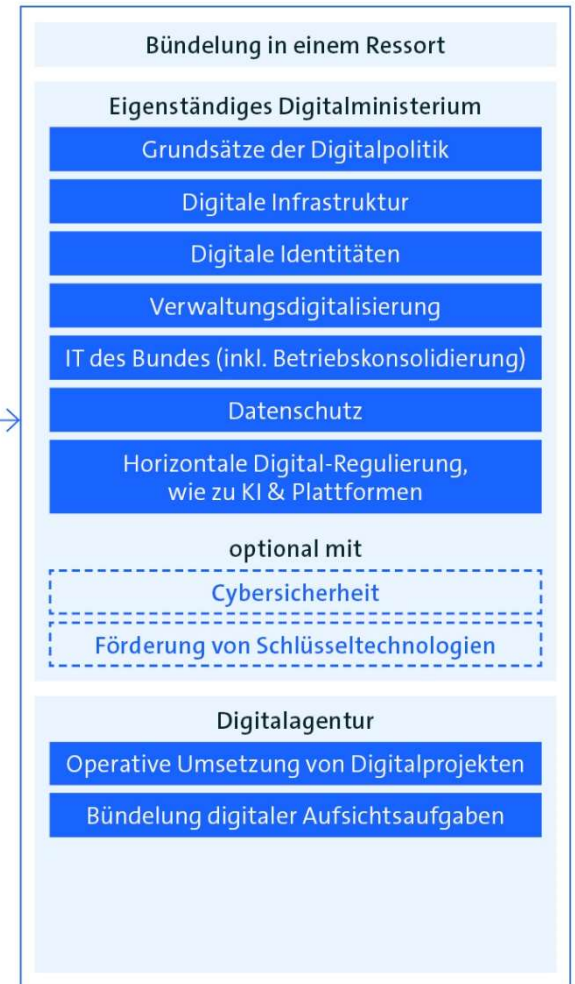 Bündelung in einem Ressort
Eigenständiges Digitalministerium
Grundsätze der Digitalpolitik
Digitale Infrastruktur
Digitale Identitäten
Verwaltungsdigitalisierung
IT des Bundes (inkl. Betriebskonsolidierung)
Datenschutz
Horizontale Digital-Regulierung,
wie zu KI & Plattformen
optional mit
Cybersicherheit
Förderung von Schlüsseltechnologien
Digitalagentur
Operative Umsetzung von Digitalprojekten
Bündelung digitaler Aufsichtsaufgaben